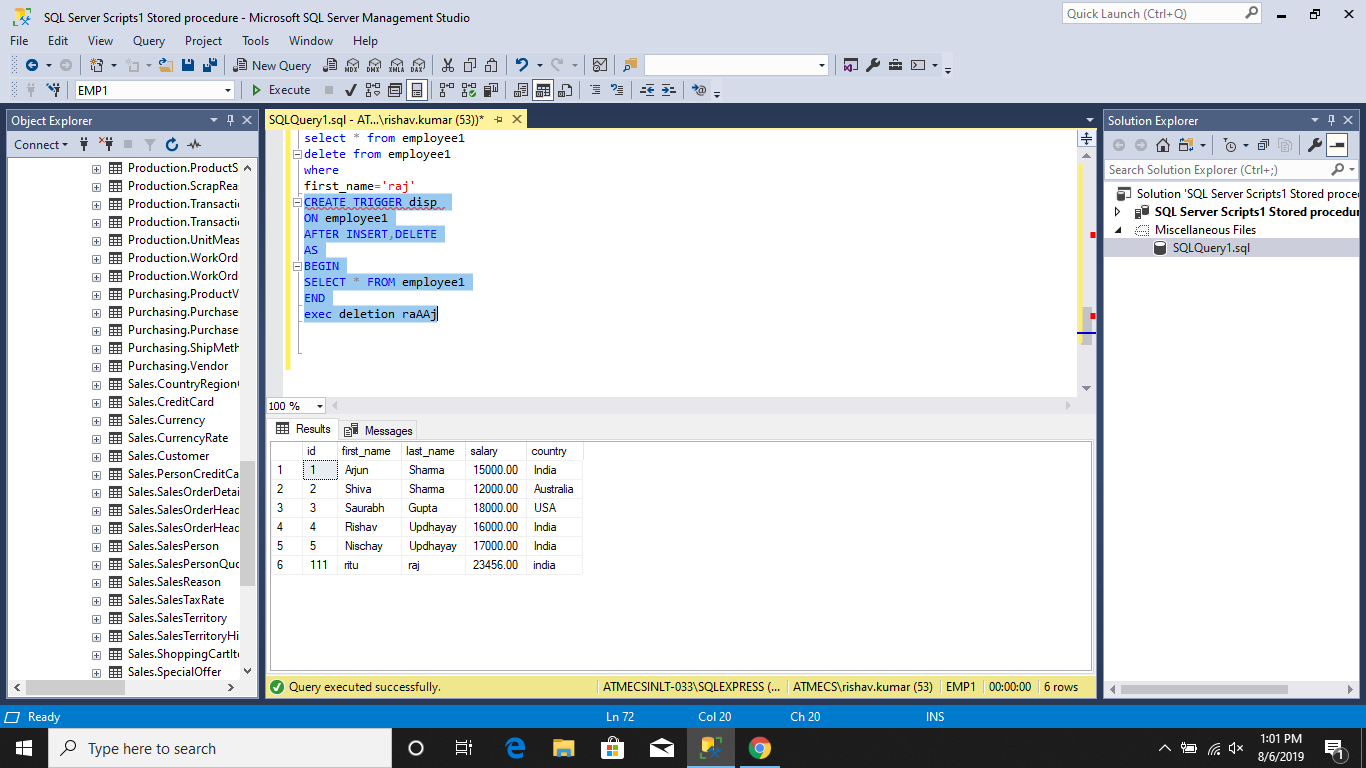 SQL Server Scripts1 Stored procedure - Microsoft SQL Server Management Studio
Quick Launch (Ctrl+Q)
File Edit View Query Project Tools Window Help
New Query MDX DMX XMLA DAX
EMP1 Execute
Object Explorer
Connect
Production.ProductS
Production.ScrapRea
Production.Transacti
Production.Transacti
Production.UnitMeas
Production.WorkOrd
Production.WorkOrd
Purchasing.ProductV
Purchasing.Purchase
Purchasing.Purchase
Purchasing.ShipMeth
Purchasing.Vendor
Sales.CountryRegion
Sales.CreditCard
Sales.Currency
Sales.CurrencyRate
Sales.Customer
Sales.PersonCreditCa
Sales.SalesOrderDetai
Sales.SalesOrderHead
Sales.SalesOrderHead
Sales.SalesPerson
Sales.SalesPersonQuo
Sales.SalesReason
Sales.SalesTaxRate
Sales.SalesTerritory
Sales.SalesTerritoryHi
Sales.ShoppingCartIte
Sales.SpecialOffer
SQLQuery1.sql - AT...\rishav.kumar (53))*
select * from employee1
delete from employee1
where
first_name='raj'
CREATE TRIGGER disp
ON employee1
AFTER INSERT,DELETE
AS
BEGIN
SELECT * FROM employee1
END
exec deletion raAAj
100 %
Results Messages
id first_name last_name salary country
1 1 Arjun Sharma 15000.00 India
2 2 Shiva Sharma 12000.00 Australia
3 3 Saurabh Gupta 18000.00 USA
4 4 Rishav Updhayay 16000.00 India
5 5 Nischay Updhayay 17000.00 India
6 111 ritu raj 23456.00 india
Query executed successfully. ATMECSINLT-033\SQLEXPRESS (... ATMECS\rishav.kumar (53) EMP1 00:00:00 6 rows
Solution Explorer
Search Solution Explorer (Ctrl+;)
Solution 'SQL Server Scripts1 Stored proce
SQL Server Scripts1 Stored procedur
Miscellaneous Files
SQLQuery1.sql
Ready Ln 72 Col 20 Ch 20 INS
Type here to search
1:01 PM
8/6/2019
1